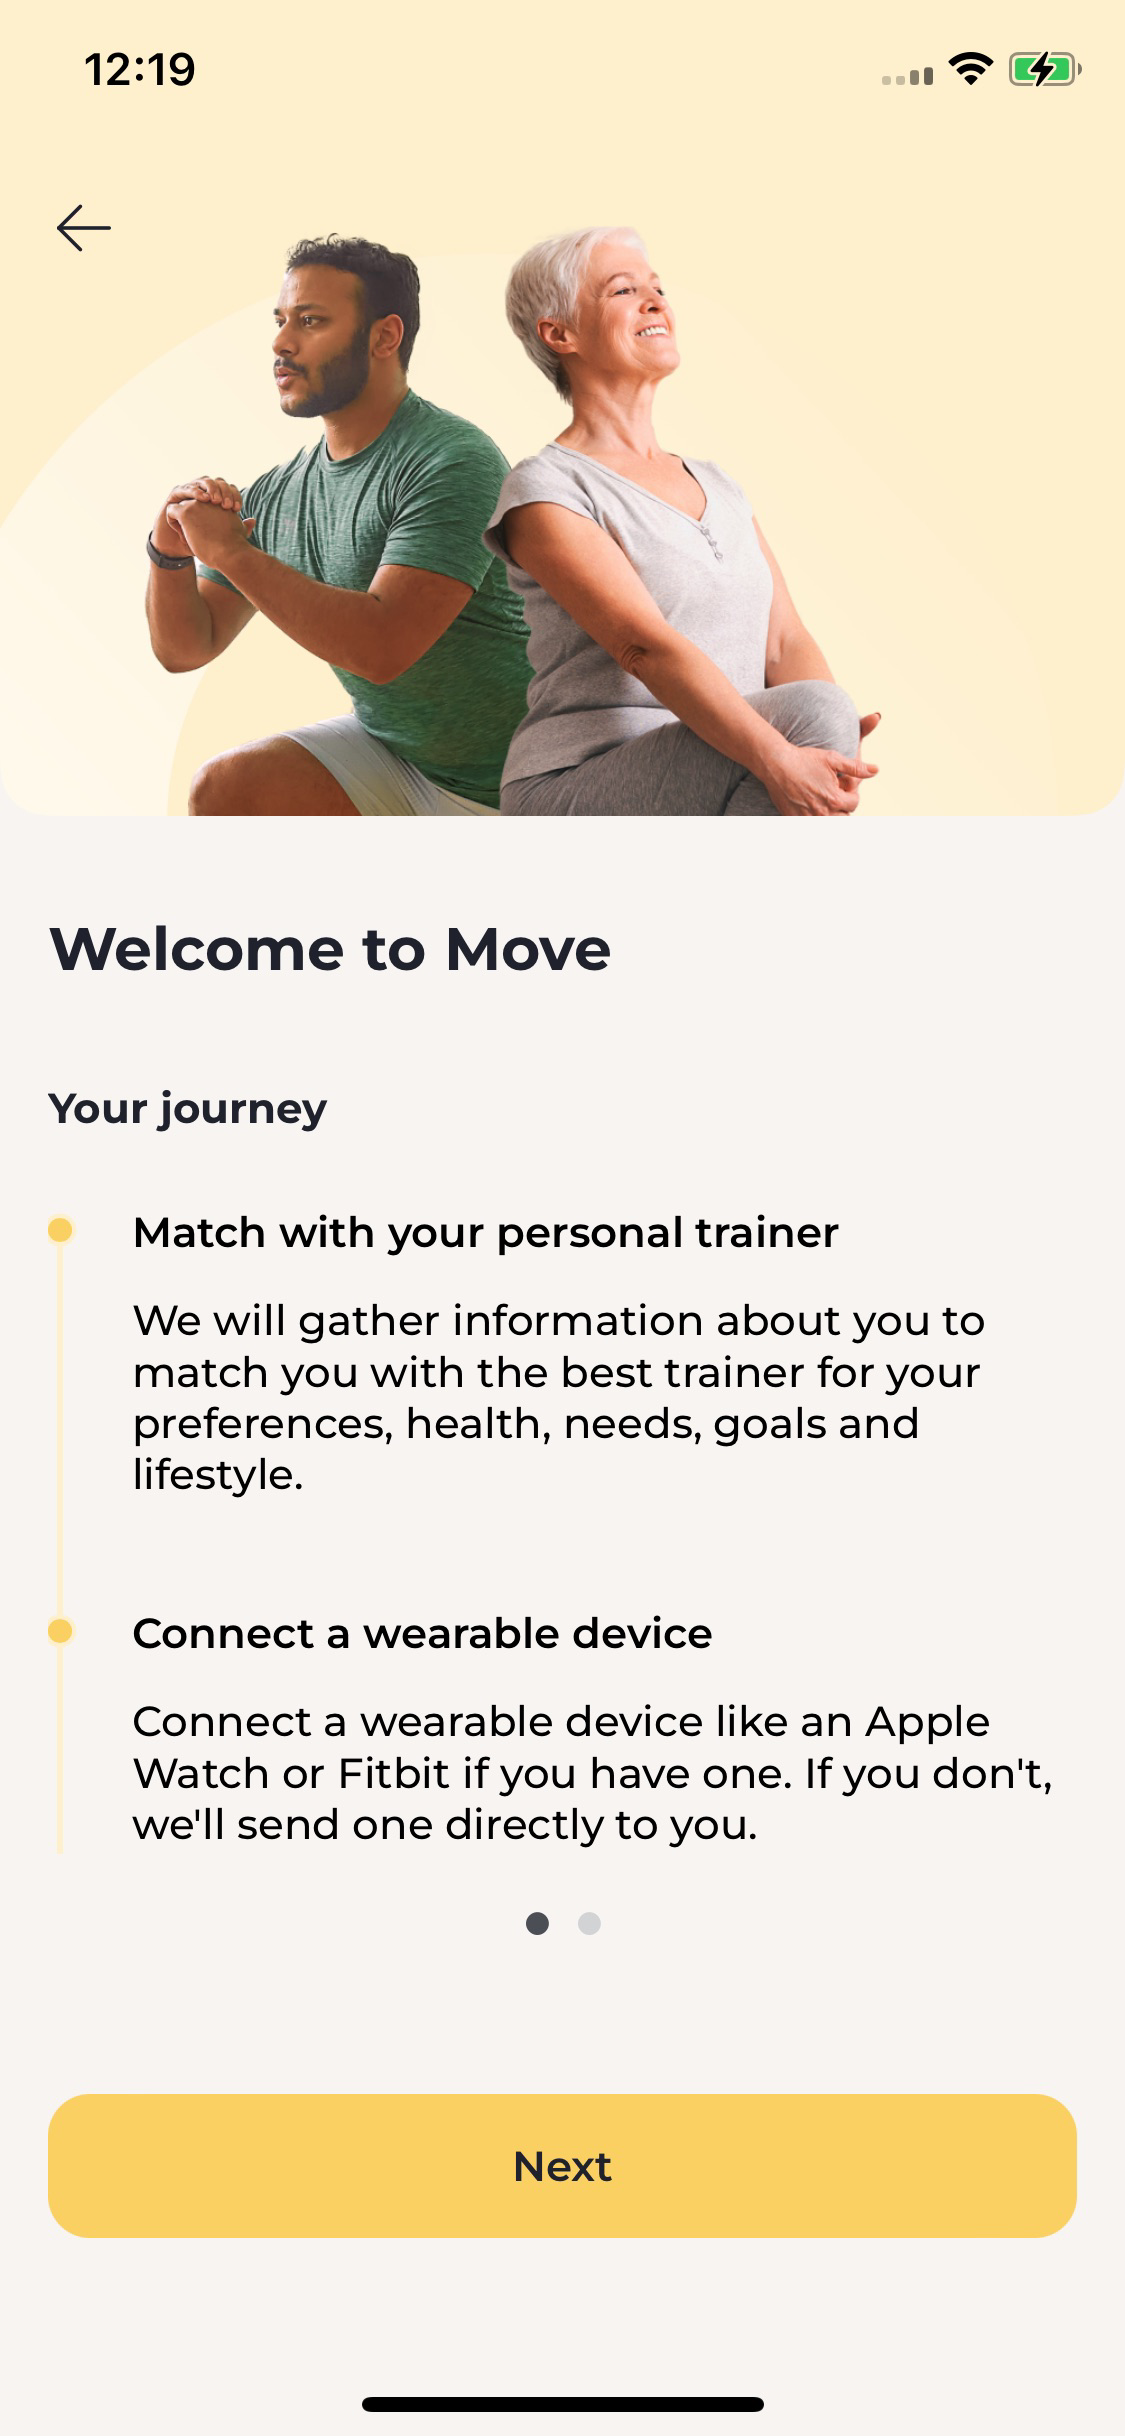 12:19
Welcome to Move
Your journey
Match with your personal trainer
We will gather information about you to
match you with the best trainer for your
preferences, health, needs, goals and
lifestyle.
Connect a wearable device
Connect a wearable device like an Apple
Watch or Fitbit if you have one. If you don't,
we'll send one directly to you.
Next